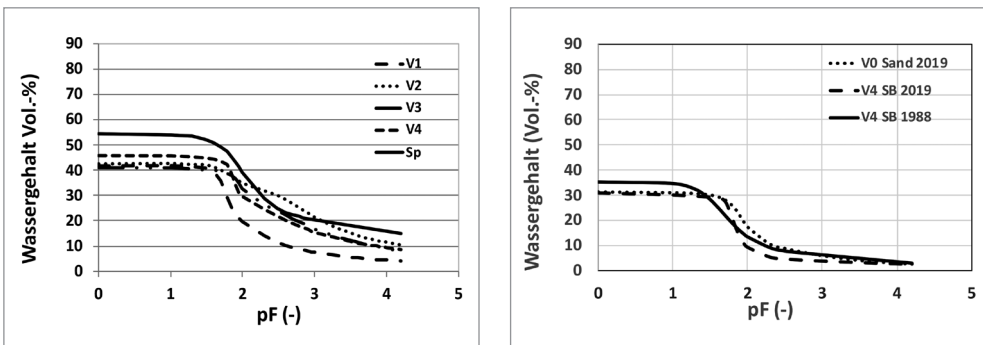 Wassergehalt Vol.-%
90
80
70
60
50
40
30
20
10
0
0 1 2 3 4 5
pF (-)
V1
V2
V3
V4
Sp
Wassergehalt (Vol.-%)
90
80
70
60
50
40
30
20
10
0
0 1 2 3 4 5
pF (-)
V0 Sand 2019
V4 SB 2019
V4 SB 1988